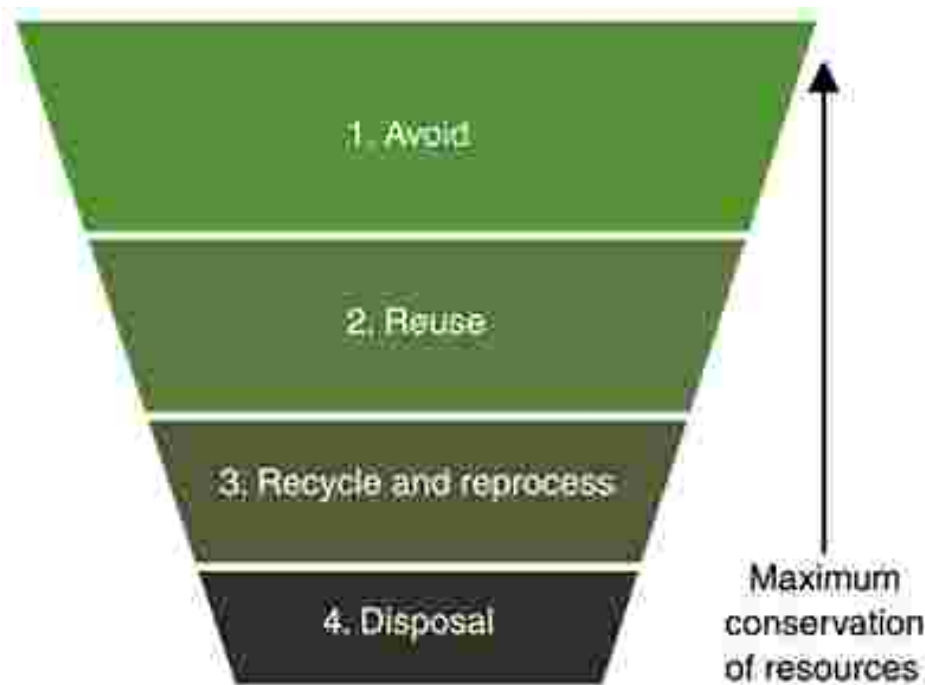 1. Avoid
2. Reuse
3. Recycle and reprocess
4. Disposal
Maximum
conservation
of resources